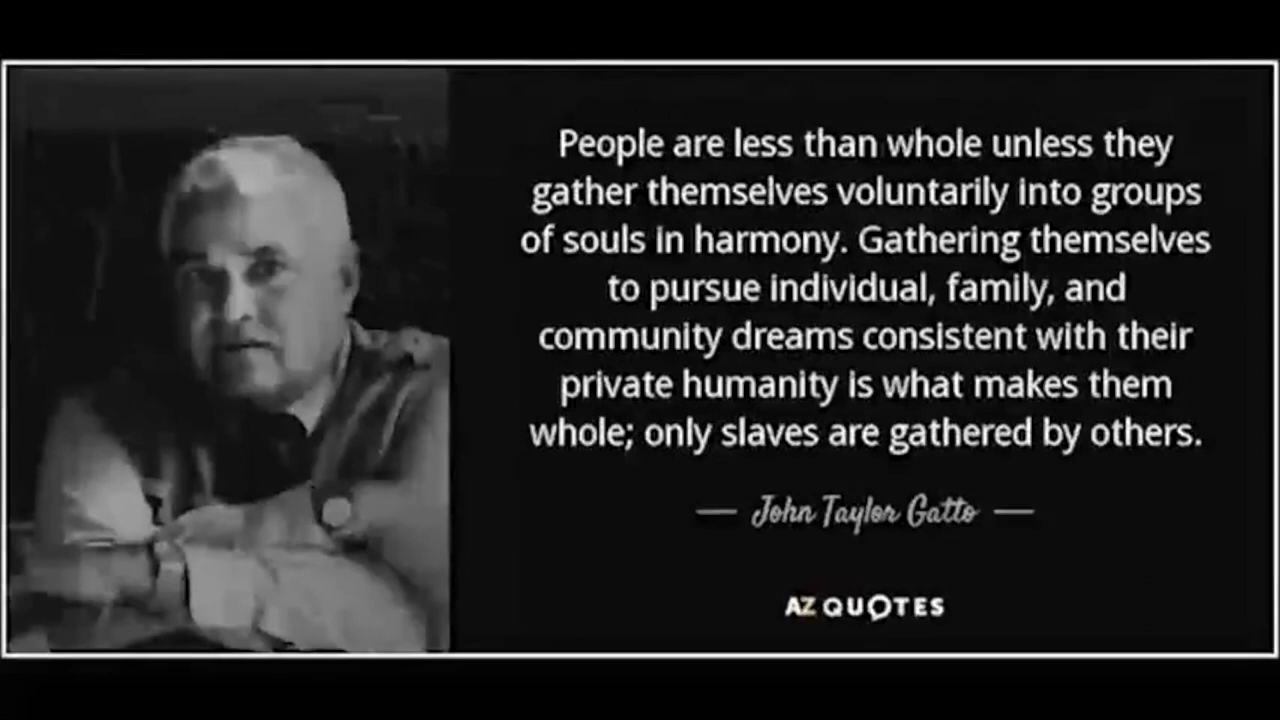 People are less than whole unless they
gather themselves voluntarily into groups
of souls in harmony. Gathering themselves
to pursue individual, family, and
community dreams consistent with their
private humanity is what makes them
whole; only slaves are gathered by others.
— John Taylor Gatto —
AZ QUOTES